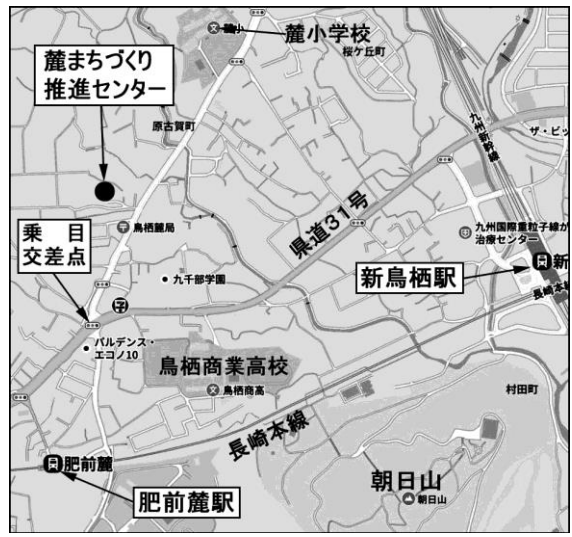 麓小
麓小学校
桜ケ丘町
麓まちづくり
推進センター
原古賀町
九州新幹線
ザ・ビッ
県道31号
鳥栖麓局
乗目
交差点
九千部学園
九州国際重粒子線が
治療センター
新
新鳥栖駅
長崎本線
バルデンス・
エコノ10
鳥栖商業高校
鳥栖商高
村田町
長崎本線
肥前麓
肥前麓駅
朝日山
朝日山